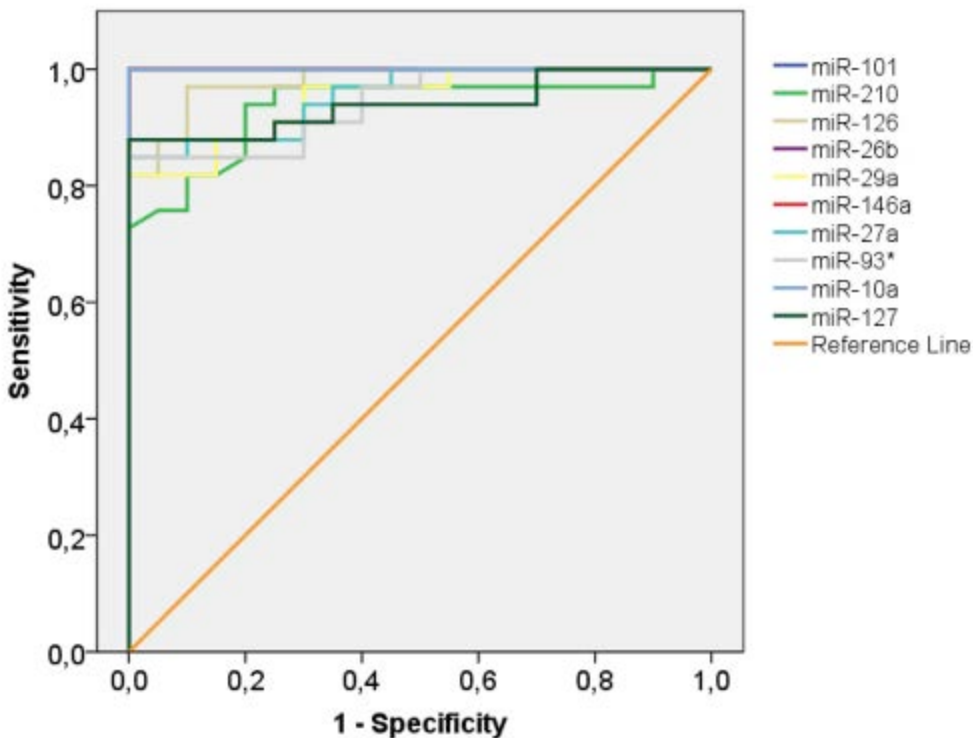 1,0
0,8
0,6
0,4
0,2
0,0
Sensitivity
0,0 0,2 0,4 0,6 0,8 1,0
1 - Specificity
miR-101
miR-210
miR-126
miR-26b
miR-29a
miR-146a
miR-27a
miR-93*
miR-10a
miR-127
Reference Line